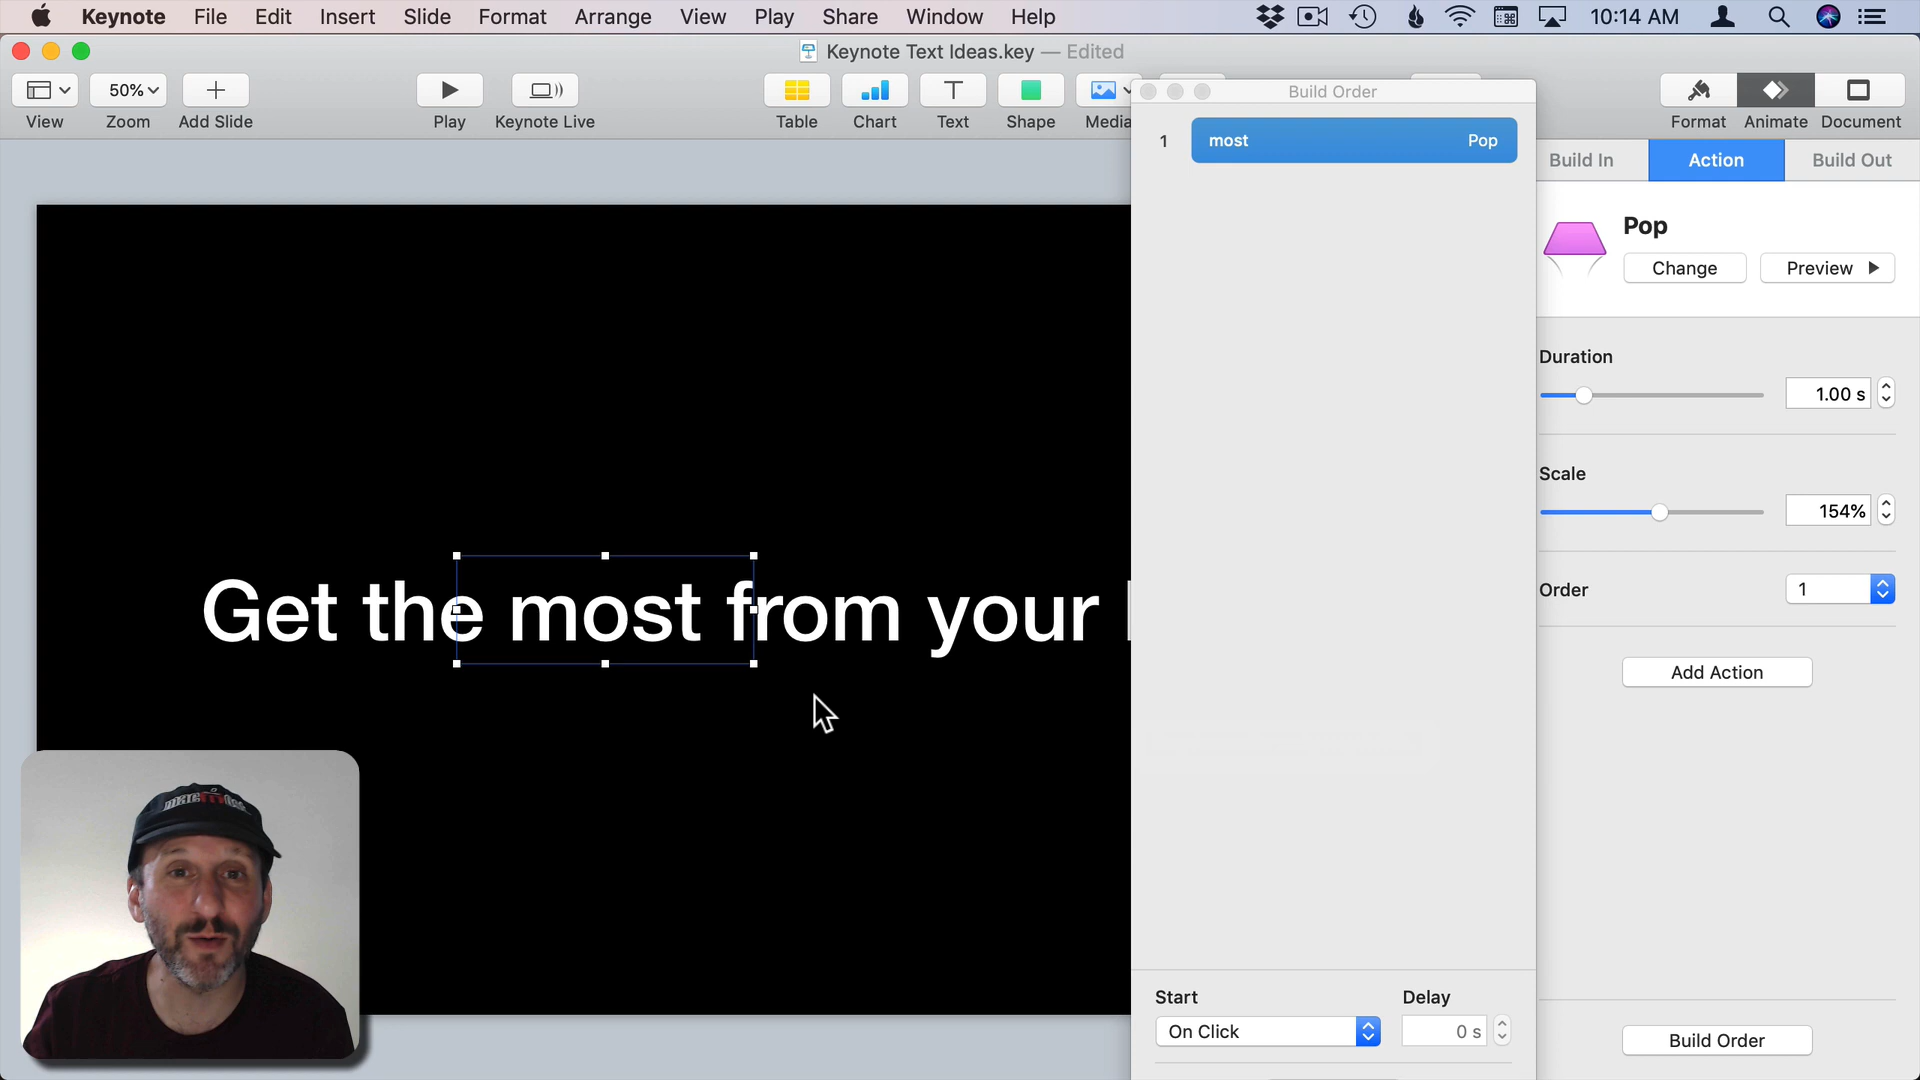 Keynote File Edit Insert Slide Format Arrange View Play Share Window Help 10:14 AM
Keynote Text Ideas.key — Edited
50%
View Zoom Add Slide Play Keynote Live Table Chart Text Shape Media Format Animate Document
Build Order
1 most Pop
Build In Action Build Out
Pop
Change Preview
Duration
1.00 s
Scale
154%
Order 1
Add Action
Get the most from your
Start Delay
On Click 0 s
Build Order